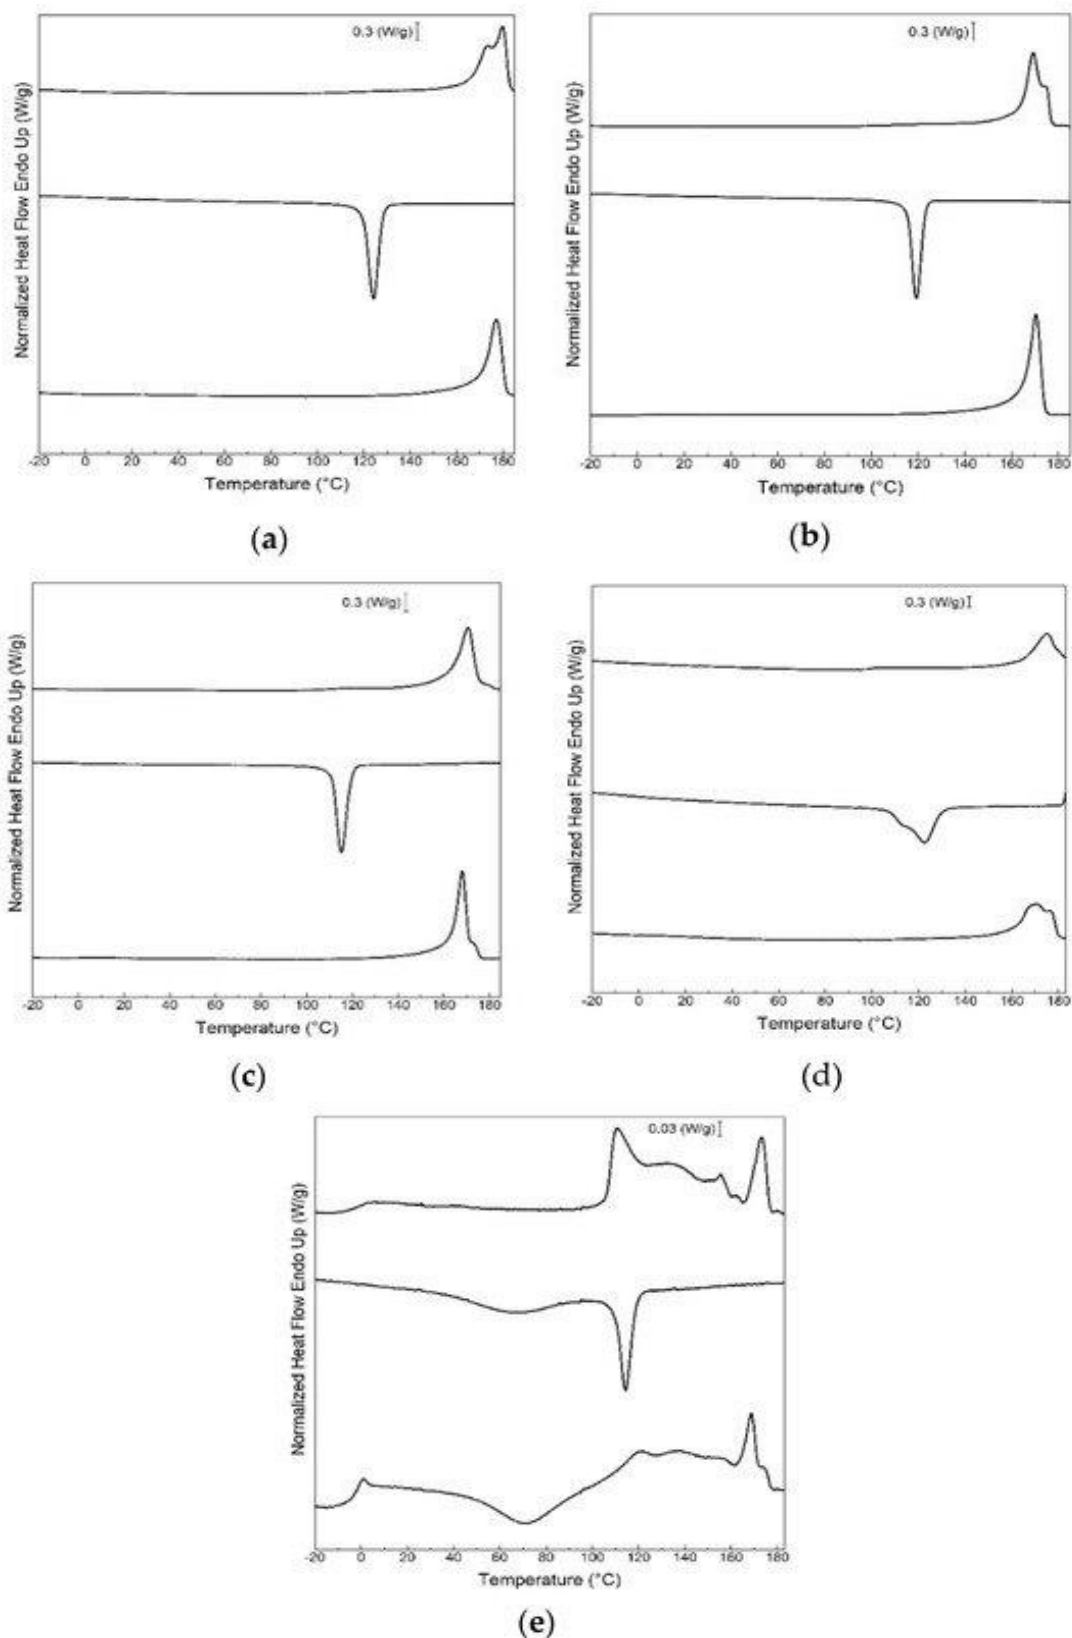 0.3 (W/g)
Normalized Heat Flow Endo Up (W/g)
-20 0 20 40 60 80 100 120 140 160 180
Temperature (°C)
(a)
0.3 (W/g)
Normalized Heat Flow Endo Up (W/g)
-20 0 20 40 60 80 100 120 140 160 180
Temperature (°C)
(b)
0.3 (W/g)
Normalized Heat Flow Endo Up (W/g)
-20 0 20 40 60 80 100 120 140 160 180
Temperature (°C)
(c)
0.3 (W/g)
Normalized Heat Flow Endo Up (W/g)
-20 0 20 40 60 80 100 120 140 160 180
Temperature (°C)
(d)
0.03 (W/g)
Normalized Heat Flow Endo Up (W/g)
-20 0 20 40 60 80 100 120 140 160 180
Temperature (°C)
(e)